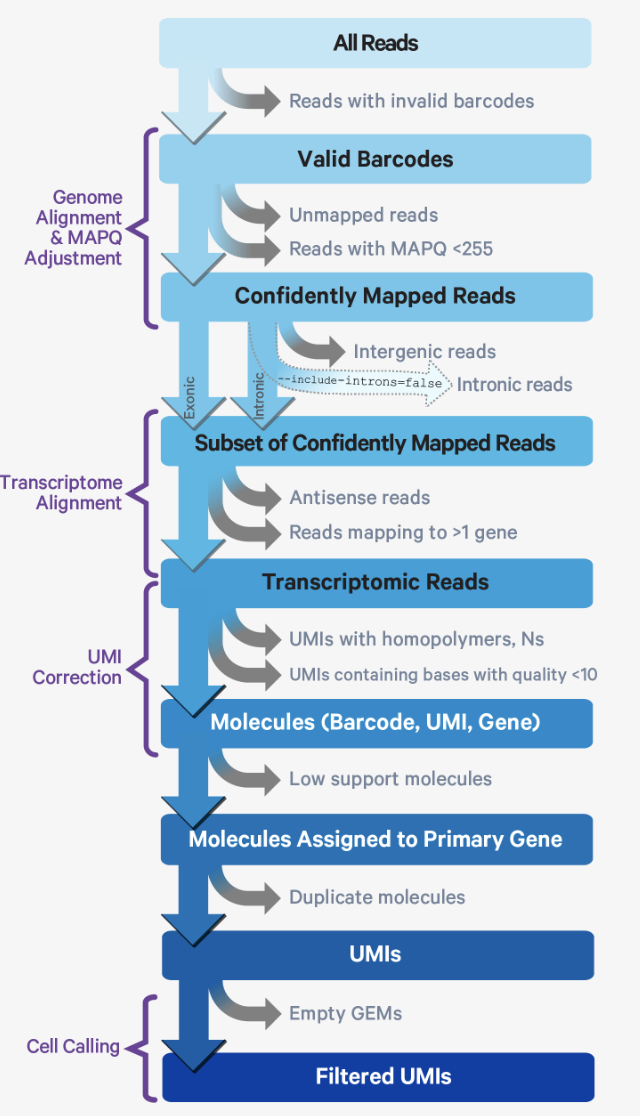 All Reads
Reads with invalid barcodes
Valid Barcodes
Genome
Alignment
& MAPQ
Adjustment
Unmapped reads
Reads with MAPQ <255
Confidently Mapped Reads
Intergenic reads
Exonic
Intronic
--include-introns=false
Intronic reads
Subset of Confidently Mapped Reads
Transcriptome
Alignment
Antisense reads
Reads mapping to >1 gene
Transcriptomic Reads
UMI
Correction
UMIs with homopolymers, Ns
UMIs containing bases with quality <10
Molecules (Barcode, UMI, Gene)
Low support molecules
Molecules Assigned to Primary Gene
Duplicate molecules
UMIs
Empty GEMs
Cell Calling
Filtered UMIs